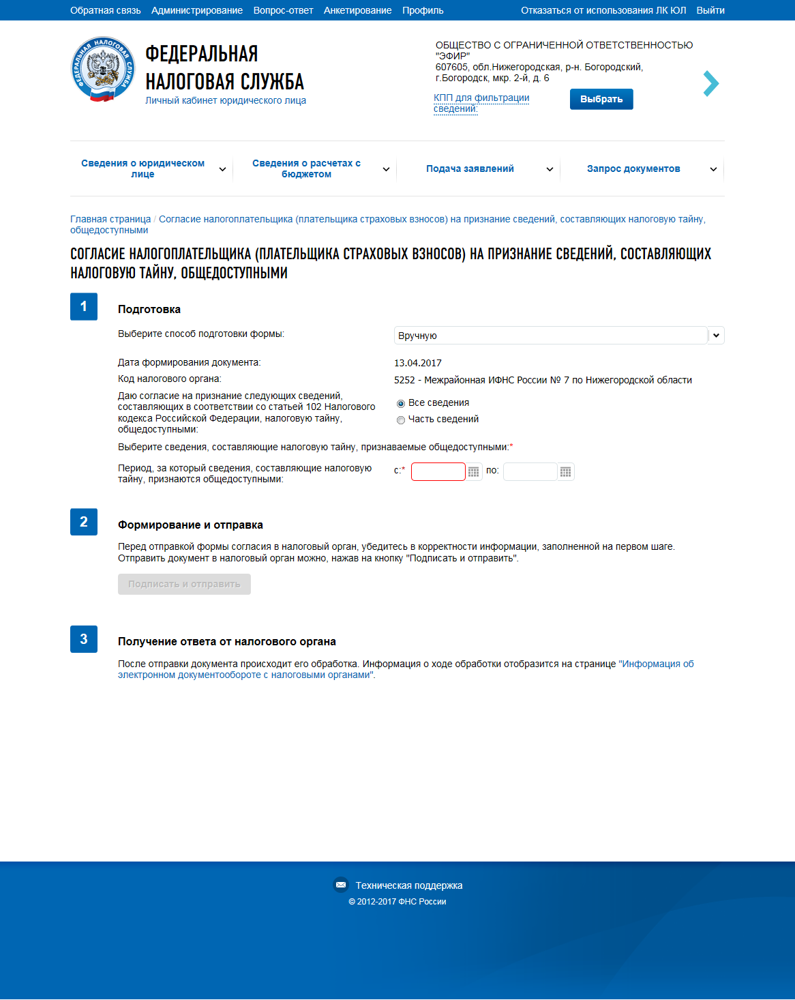 Обратная связь Администрирование Вопрос-ответ Анкетирование Профиль Отказаться от использования ЛК ЮЛ Выйти
ФЕДЕРАЛЬНАЯ НАЛОГОВАЯ СЛУЖБА
ФЕДЕРАЛЬНАЯ
НАЛОГОВАЯ СЛУЖБА
Личный кабинет юридического лица
ОБЩЕСТВО С ОГРАНИЧЕННОЙ ОТВЕТСТВЕННОСТЬЮ
"ЭФИР"
607605, обл.Нижегородская, р-н. Богородский,
г.Богородск, мкр. 2-й, д. 6
КПП для фильтрации
сведений:
Выбрать
Сведения о юридическом
лице
Сведения о расчетах с
бюджетом
Подача заявлений
Запрос документов
Главная страница / Согласие налогоплательщика (плательщика страховых взносов) на признание сведений, составляющих налоговую тайну,
общедоступными
СОГЛАСИЕ НАЛОГОПЛАТЕЛЬЩИКА (ПЛАТЕЛЬЩИКА СТРАХОВЫХ ВЗНОСОВ) НА ПРИЗНАНИЕ СВЕДЕНИЙ, СОСТАВЛЯЮЩИХ
НАЛОГОВУЮ ТАЙНУ, ОБЩЕДОСТУПНЫМИ
1 Подготовка
Выберите способ подготовки формы: Вручную
Дата формирования документа: 13.04.2017
Код налогового органа: 5252 - Межрайонная ИФНС России № 7 по Нижегородской области
Даю согласие на признание следующих сведений,
составляющих в соответствии со статьей 102 Налогового
кодекса Российской Федерации, налоговую тайну,
общедоступными:
Все сведения
Часть сведений
Выберите сведения, составляющие налоговую тайну, признаваемые общедоступными:*
Период, за который сведения, составляющие налоговую
тайну, признаются общедоступными:
с:* по:
2 Формирование и отправка
Перед отправкой формы согласия в налоговый орган, убедитесь в корректности информации, заполненной на первом шаге.
Отправить документ в налоговый орган можно, нажав на кнопку "Подписать и отправить".
Подписать и отправить
3 Получение ответа от налогового органа
После отправки документа происходит его обработка. Информация о ходе обработки отобразится на странице "Информация об
электронном документообороте с налоговыми органами".
Техническая поддержка
© 2012-2017 ФНС России